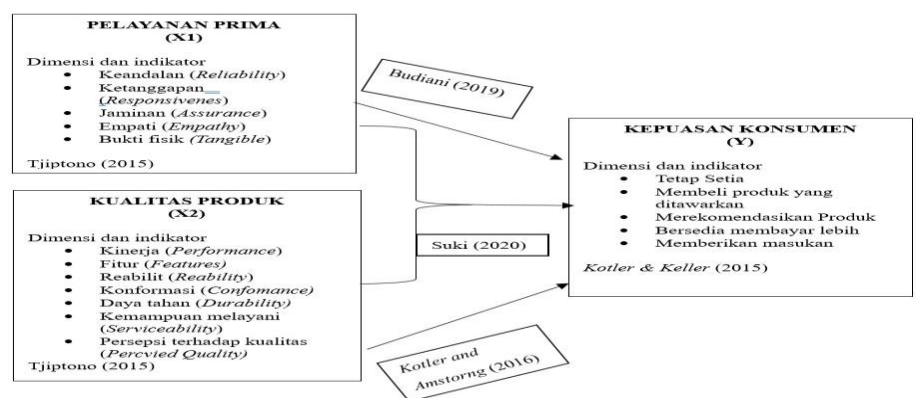 PELAYANAN PRIMA
(X1)
Dimensi dan indikator
• Keandalan (Reliability)
• Ketanggapan
(Responsivenes)
• Jaminan (Assurance)
• Empati (Empathy)
• Bukti fisik (Tangible)
Tjiptono (2015)
KUALITAS PRODUK
(X2)
Dimensi dan indikator
• Kinerja (Performance)
• Fitur (Features)
• Reabilit (Reability)
• Konformasi (Confomance)
• Daya tahan (Durability)
• Kemampuan melayani
(Serviceability)
• Persepsi terhadap kualitas
(Percvied Quality)
Tjiptono (2015)
Budiani (2019)
Suki (2020)
Kotler and
Amstorng (2016)
KEPUASAN KONSUMEN
(Y)
Dimensi dan indikator
• Tetap Setia
• Membeli produk yang
ditawarkan
• Merekomendasikan Produk
• Bersedia membayar lebih
• Memberikan masukan
Kotler & Keller (2015)